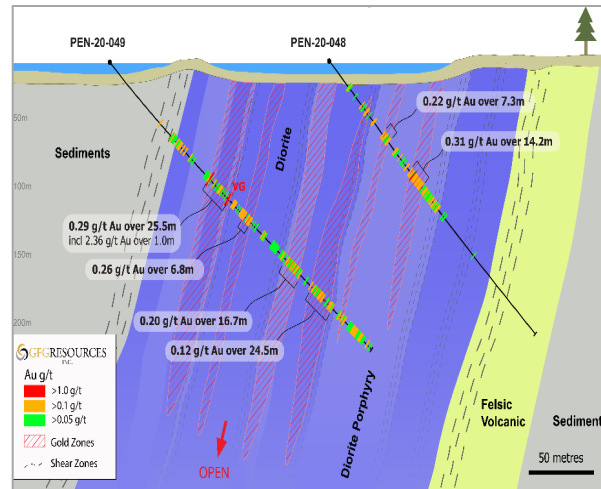 PEN-20-049
PEN-20-048
50m
100m
150m
200m
Sediments
Diorite
VG
0.22 g/t Au over 7.3m
0.31 g/t Au over 14.2m
0.29 g/t Au over 25.5m
incl 2.36 g/t Au over 1.0m
0.26 g/t Au over 6.8m
0.20 g/t Au over 16.7m
0.12 g/t Au over 24.5m
Diorite Porphyry
Felsic
Volcanic
Sediment
OPEN
50 metres
GFG RESOURCES
INC.
Au g/t
>1.0 g/t
>0.1 g/t
>0.05 g/t
Gold Zones
Shear Zones